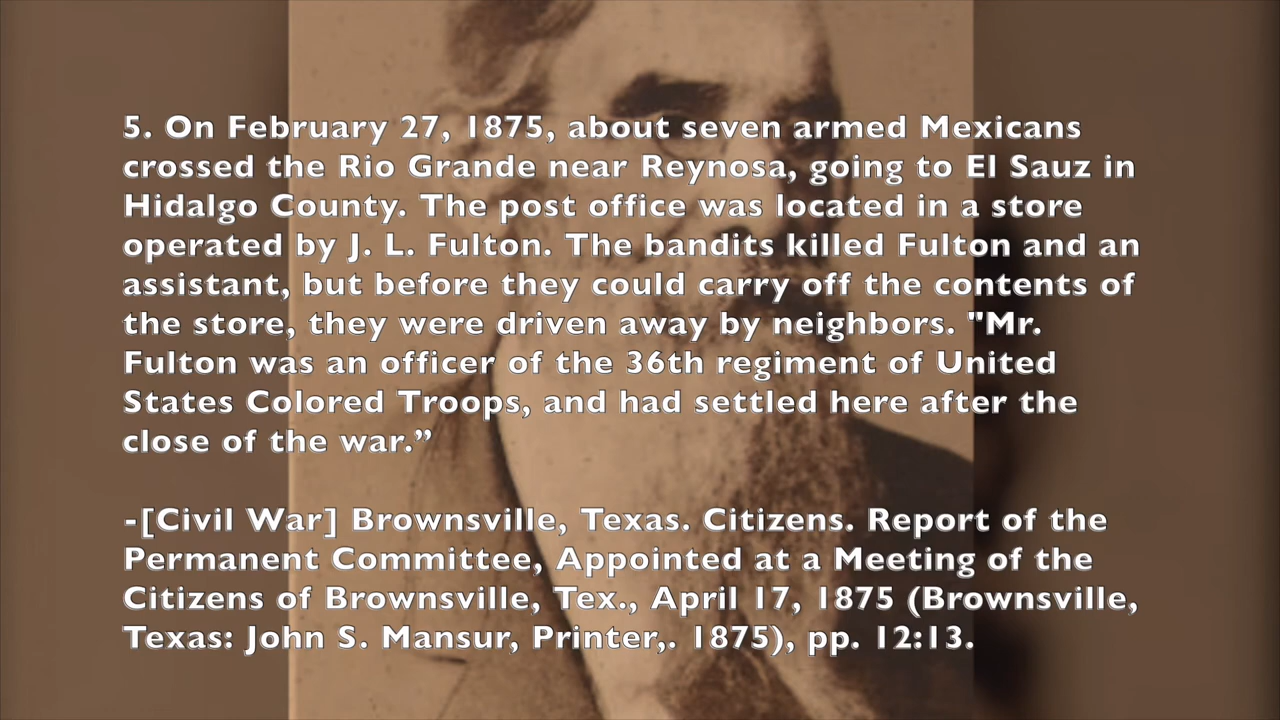 5. On February 27, 1875, about seven armed Mexicans
crossed the Rio Grande near Reynosa, going to El Sauz in
Hidalgo County. The post office was located in a store
operated by J. L. Fulton. The bandits killed Fulton and an
assistant, but before they could carry off the contents of
the store, they were driven away by neighbors. "Mr.
Fulton was an officer of the 36th regiment of United
States Colored Troops, and had settled here after the
close of the war.”
-[Civil War] Brownsville, Texas. Citizens. Report of the
Permanent Committee, Appointed at a Meeting of the
Citizens of Brownsville, Tex., April 17, 1875 (Brownsville,
Texas: John S. Mansur, Printer,. 1875), pp. 12:13.